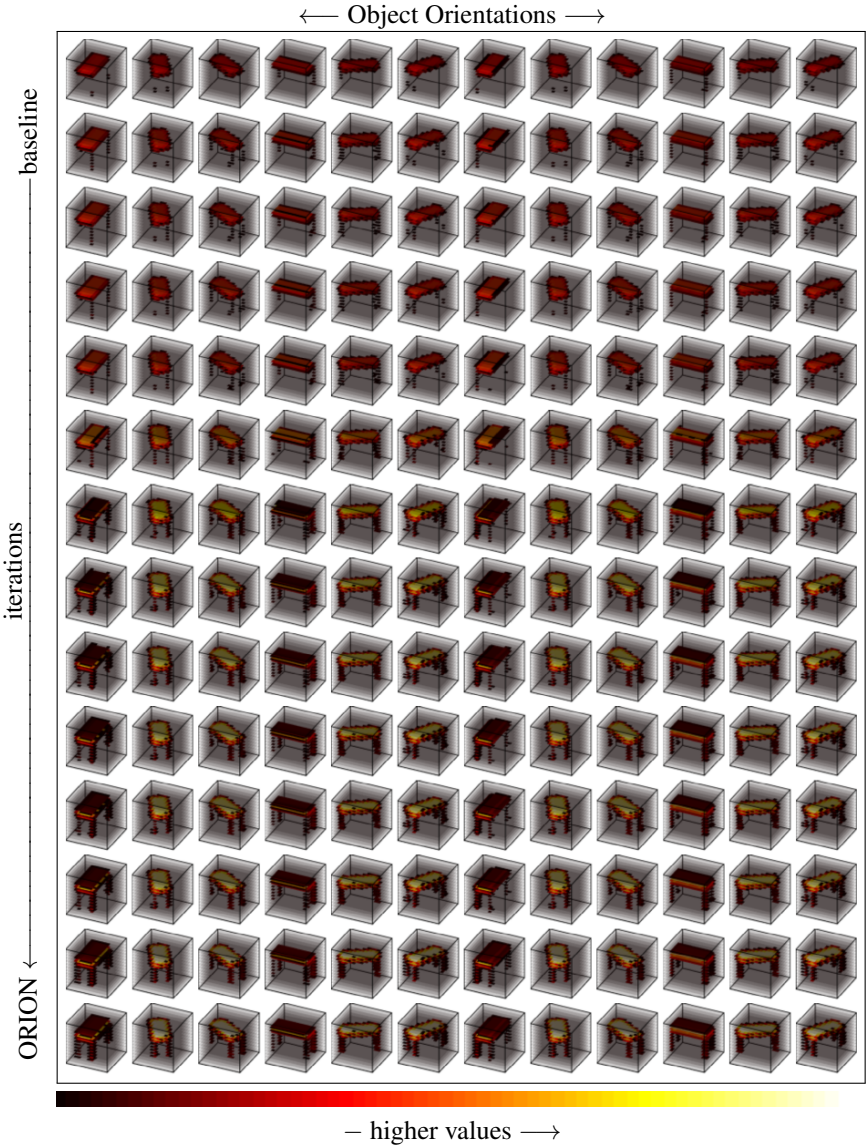 ⟵ Object Orientations ⟶
baseline
iterations
ORION
− higher values ⟶